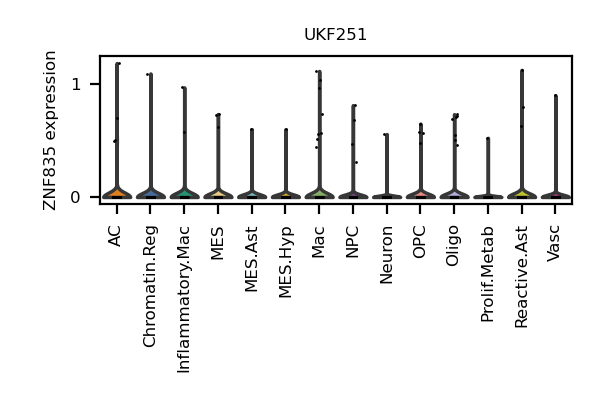 UKF251
ZNF835 expression
1
0
AC
Chromatin.Reg
Inflammatory.Mac
MES
MES.Ast
MES.Hyp
Mac
NPC
Neuron
OPC
Oligo
Prolif.Metab
Reactive.Ast
Vasc